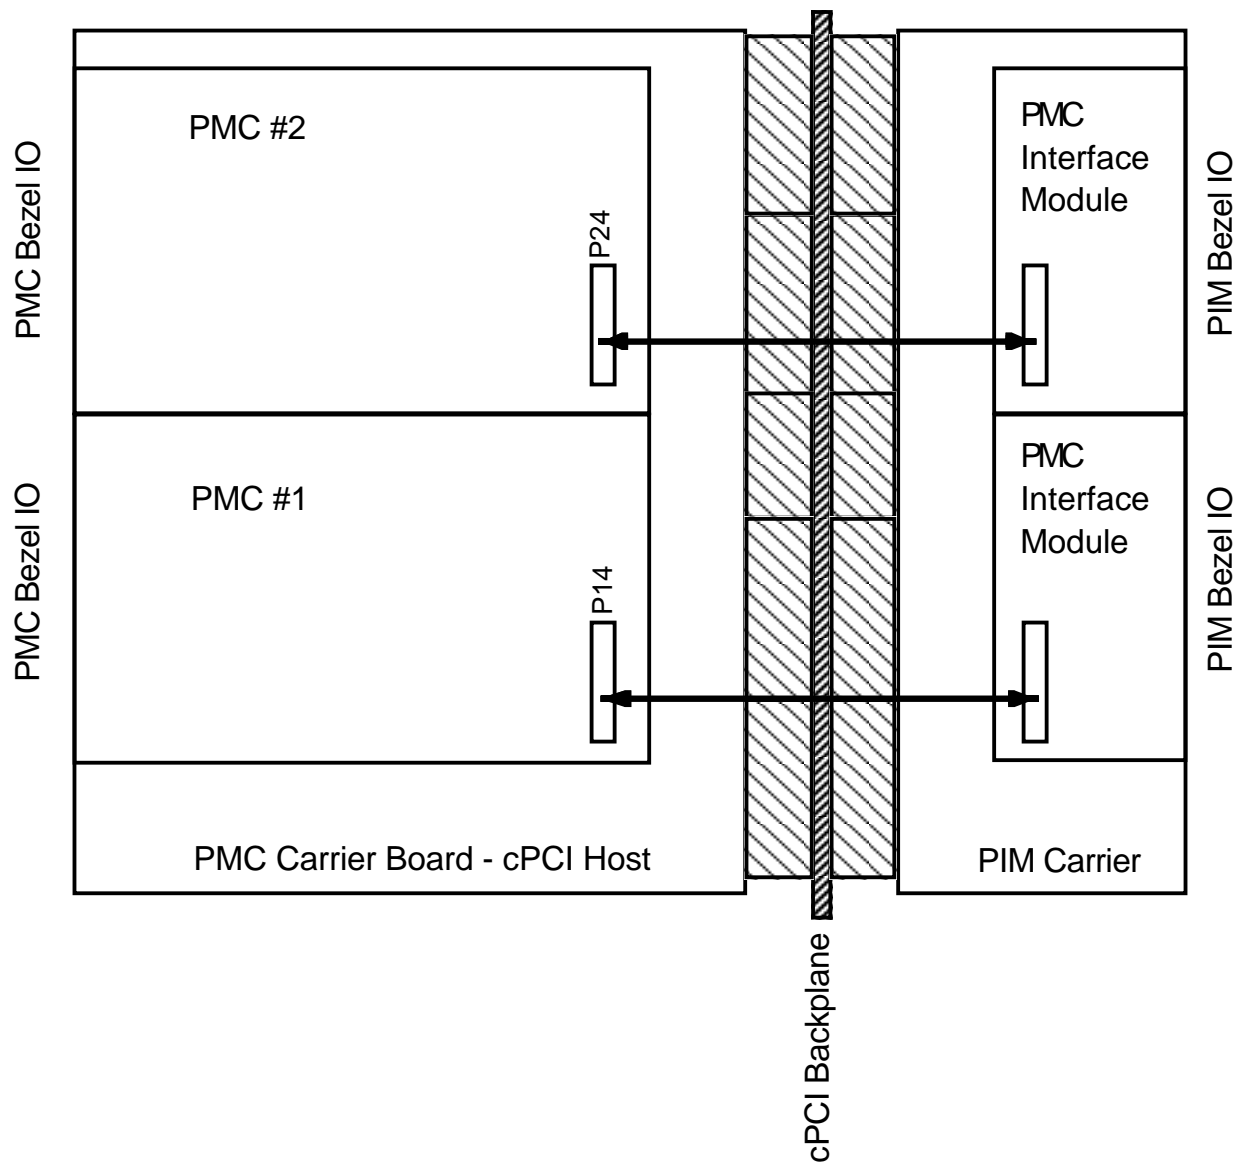 PMC Bezel IO
PMC #2
P24
PMC
Interface
Module
PIM Bezel IO
PMC Bezel IO
PMC #1
P14
PMC
Interface
Module
PIM Bezel IO
PMC Carrier Board - cPCI Host
PIM Carrier
cPCI Backplane